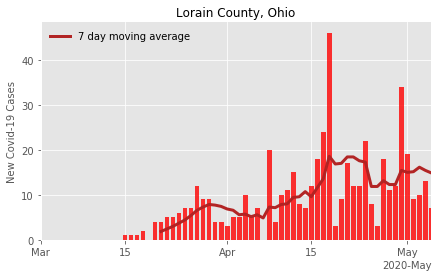 Lorain County, Ohio
7 day moving average
New Covid-19 Cases
40
30
20
10
0
Mar 15 Apr 15 May
2020-May